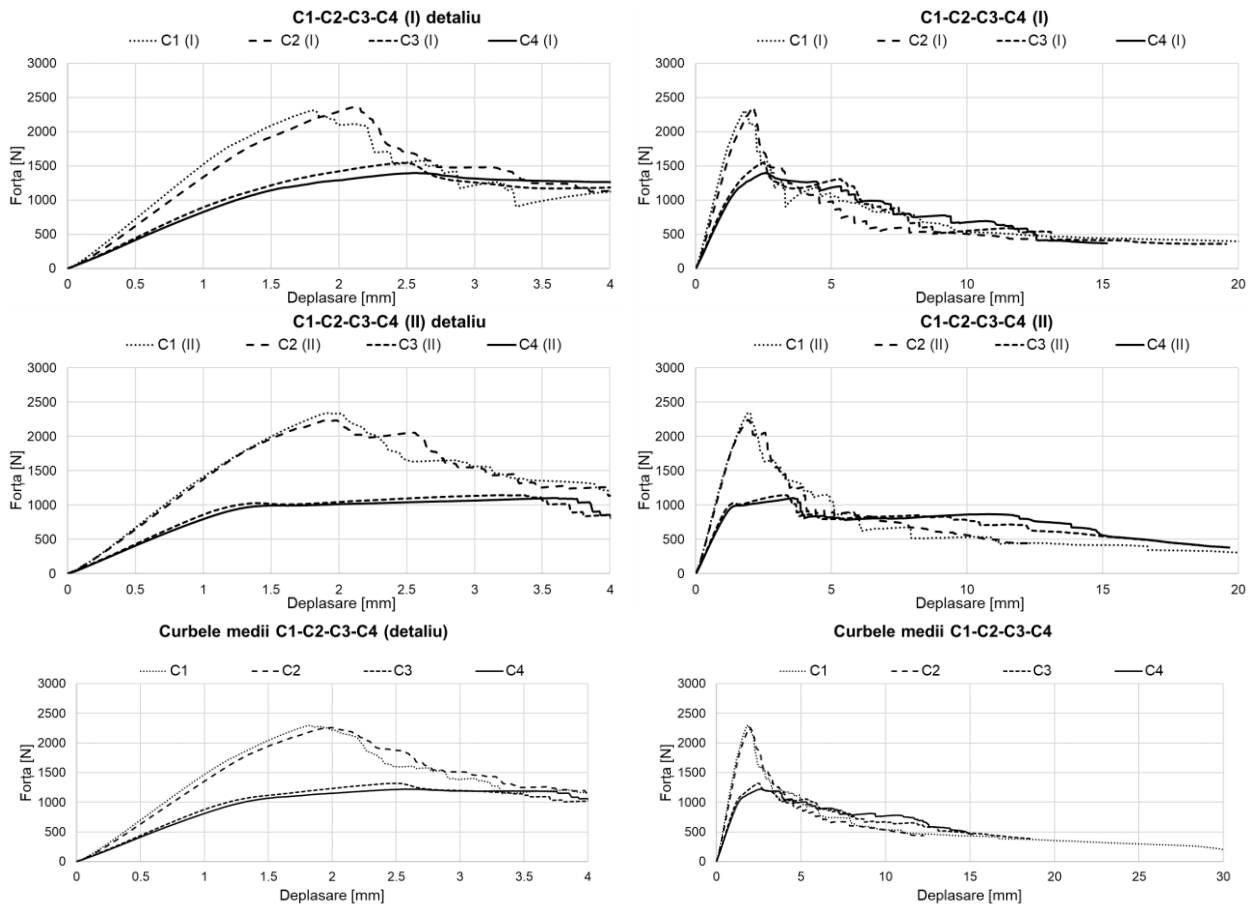 C1-C2-C3-C4 (I) detaliu
C1 (I) C2 (I) C3 (I) C4 (I)
Forța [N]
3000
2500
2000
1500
1000
500
0
0 0.5 1 1.5 2 2.5 3 3.5 4
Deplasare [mm]
C1-C2-C3-C4 (I)
C1 (I) C2 (I) C3 (I) C4 (I)
Forța [N]
3000
2500
2000
1500
1000
500
0
0 5 10 15 20
Deplasare [mm]
C1-C2-C3-C4 (II) detaliu
C1 (II) C2 (II) C3 (II) C4 (II)
Forța [N]
3000
2500
2000
1500
1000
500
0
0 0.5 1 1.5 2 2.5 3 3.5 4
Deplasare [mm]
C1-C2-C3-C4 (II)
C1 (II) C2 (II) C3 (II) C4 (II)
Forța [N]
3000
2500
2000
1500
1000
500
0
0 5 10 15 20
Deplasare [mm]
Curbele medii C1-C2-C3-C4 (detaliu)
C1 C2 C3 C4
Forța [N]
3000
2500
2000
1500
1000
500
0
0 0.5 1 1.5 2 2.5 3 3.5 4
Deplasare [mm]
Curbele medii C1-C2-C3-C4
C1 C2 C3 C4
Forța [N]
3000
2500
2000
1500
1000
500
0
0 5 10 15 20 25 30
Deplasare [mm]